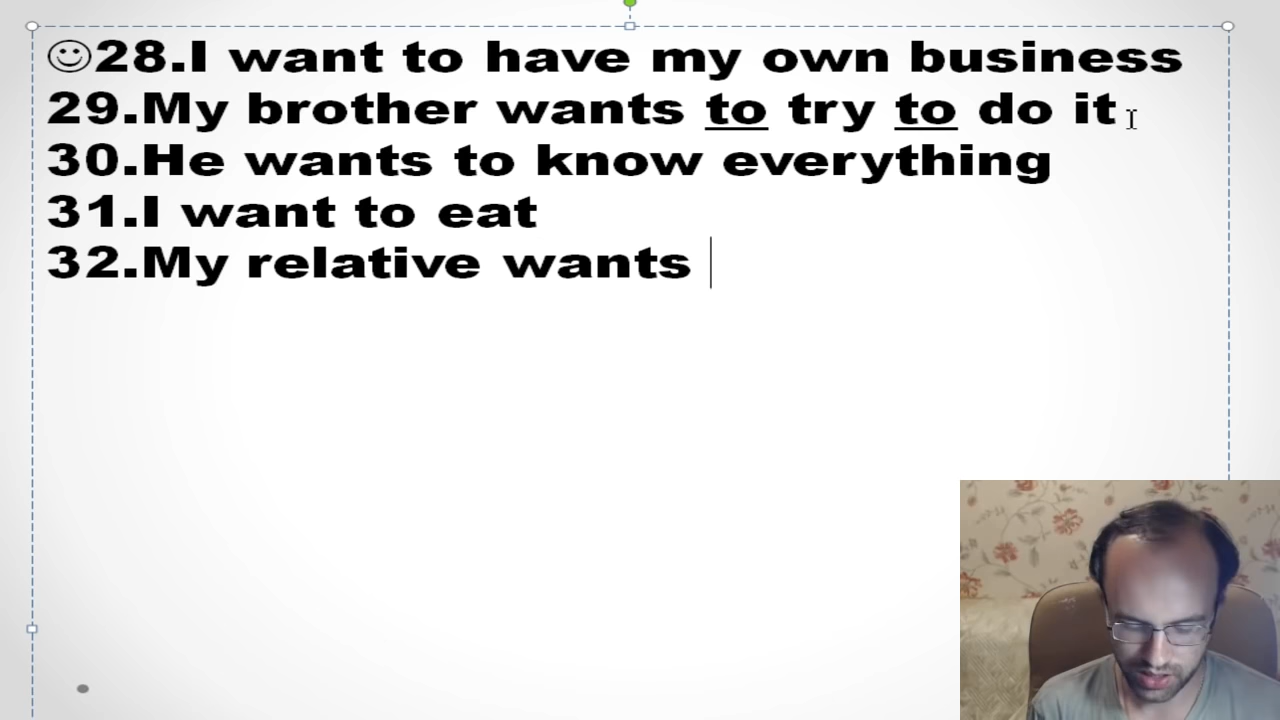 ☺28.I want to have my own business
29.My brother wants to try to do it
30.He wants to know everything
31.I want to eat
32.My relative wants